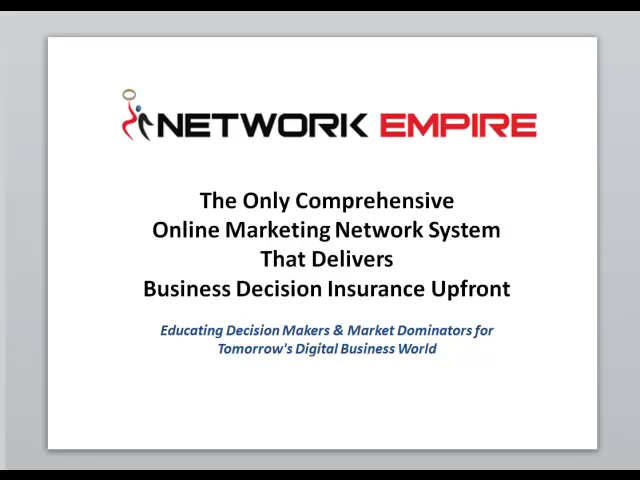 NETWORK EMPIRE
The Only Comprehensive
Online Marketing Network System
That Delivers
Business Decision Insurance Upfront
Educating Decision Makers & Market Dominators for
Tomorrow's Digital Business World